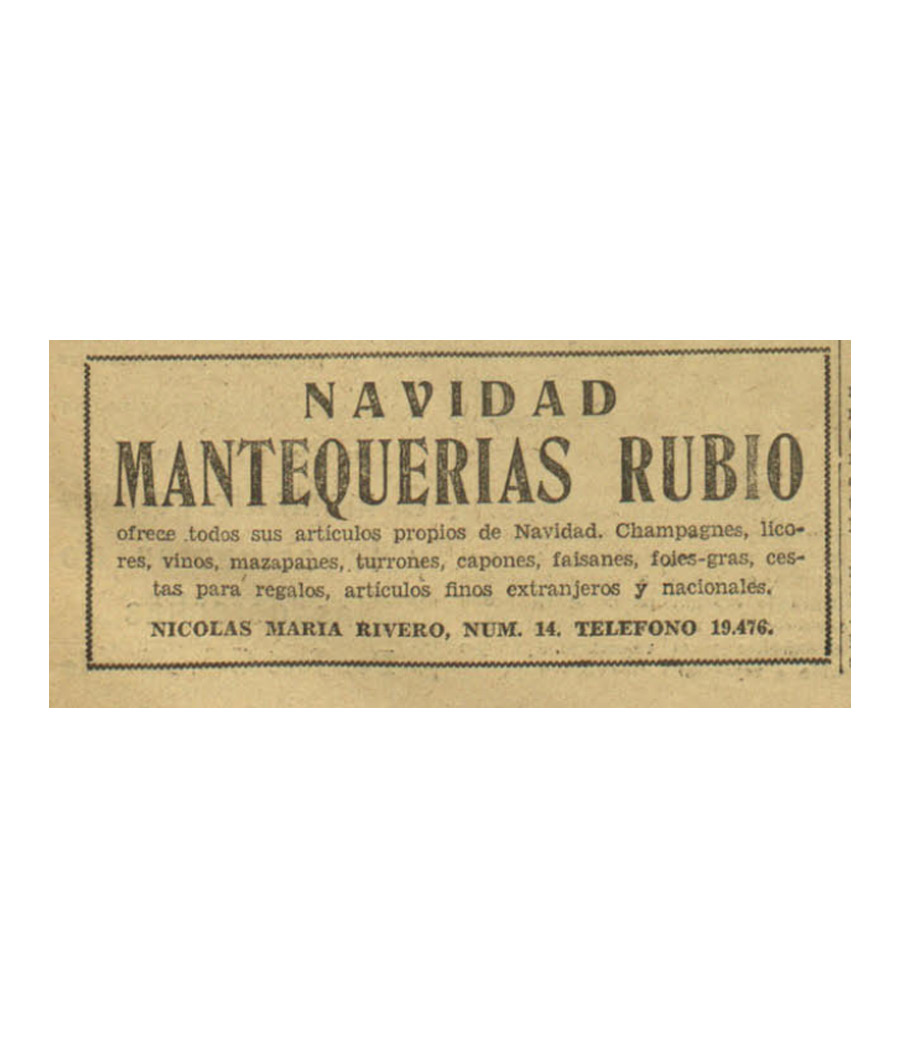 NAVIDAD
MANTEQUERIAS RUBIO
ofrece todos sus artículos propios de Navidad. Champagnes, lico-
res, vinos, mazapanes, turrones, capones, faisanes, foies-gras, ces-
tas para regalos, artículos finos extranjeros y nacionales.
NICOLAS MARIA RIVERO, NUM. 14. TELEFONO 19.476.